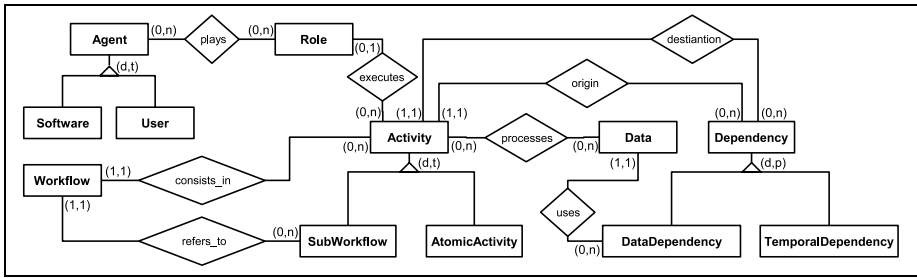 Agent
(0,n)
plays
(0,n)
Role
(d,t)
(0,1)
destiantion
executes
origin
Software
User
(0,n)
(1,1)
(1,1)
(0,n)
(0,n)
(0,n)
Activity
(0,n)
processes
(0,n)
Data
Dependency
(d,t)
(1,1)
(d,p)
Workflow
(1,1)
consists_in
(1,1)
uses
refers_to
(0,n)
SubWorkflow
AtomicActivity
(0,n)
DataDependency
TemporalDependency